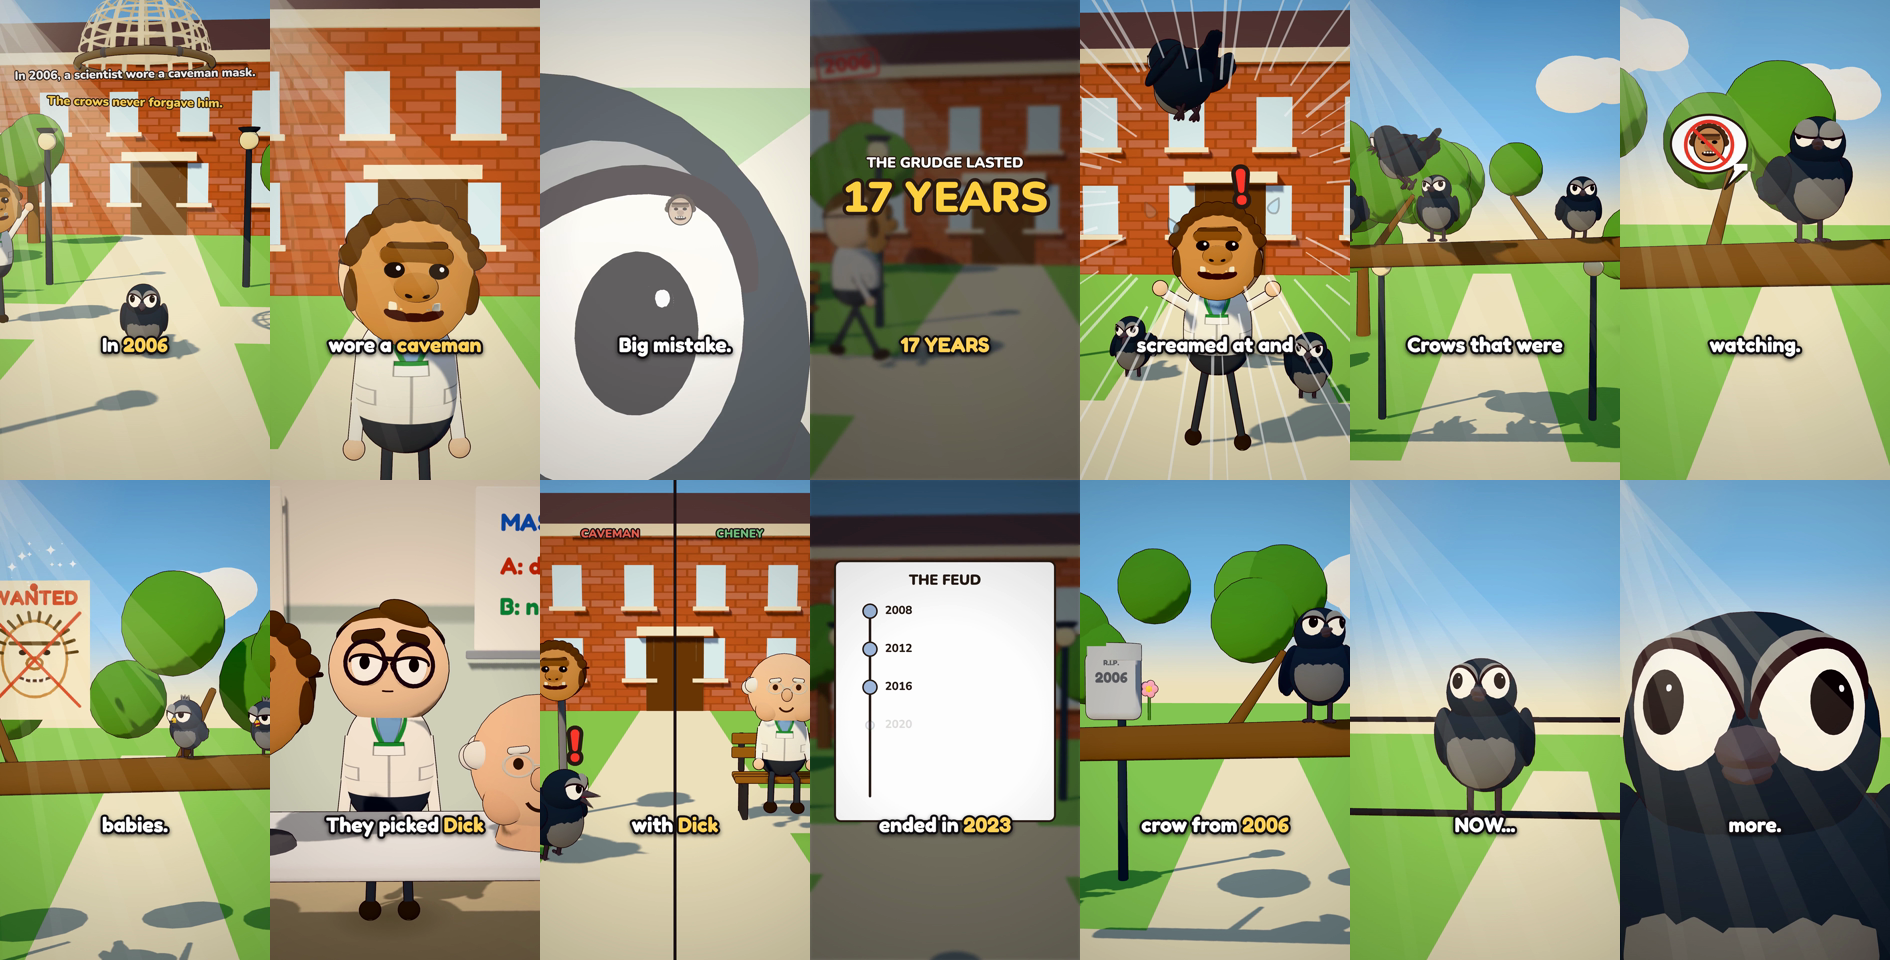 In 2006, a scientist wore a caveman mask.
The crows never forgave him.
In 2006
wore a caveman
Big mistake.
2006
THE GRUDGE LASTED
17 YEARS
17 YEARS
screamed at and
Crows that were
watching.
WANTED
babies.
MAS
A: d
B: n
They picked Dick
CAVEMAN
CHENEY
with Dick
THE FEUD
2008
2012
2016
2020
ended in 2023
R.I.P.
2006
crow from 2006
NOW...
more.